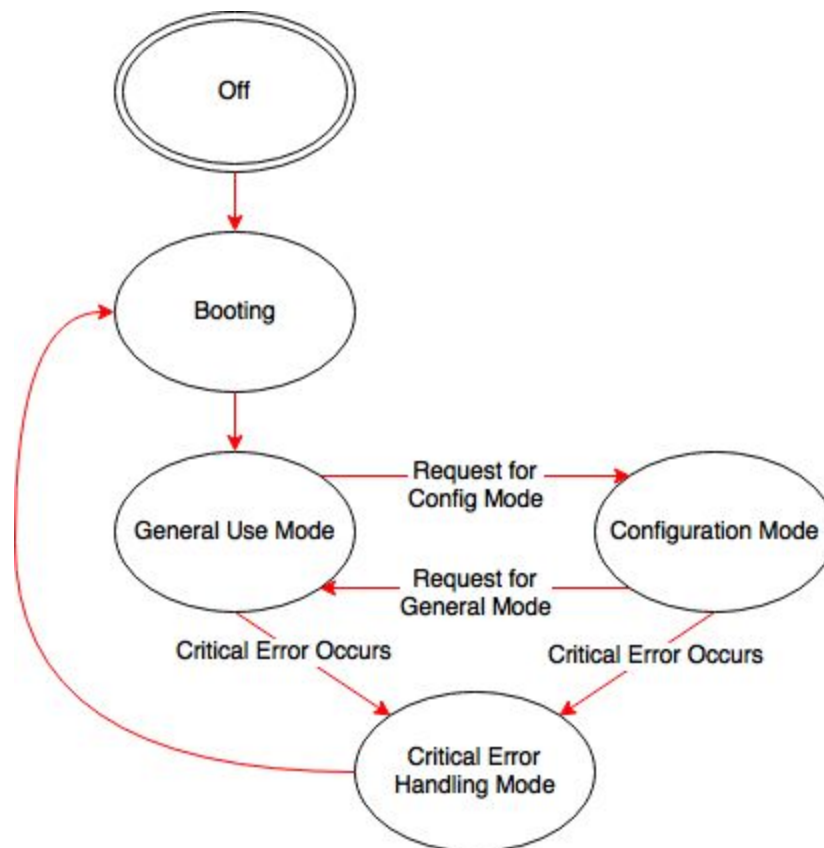 Off
Booting
General Use Mode
Request for
Config Mode
Configuration Mode
Request for
General Mode
Critical Error Occurs
Critical Error Occurs
Critical Error
Handling Mode